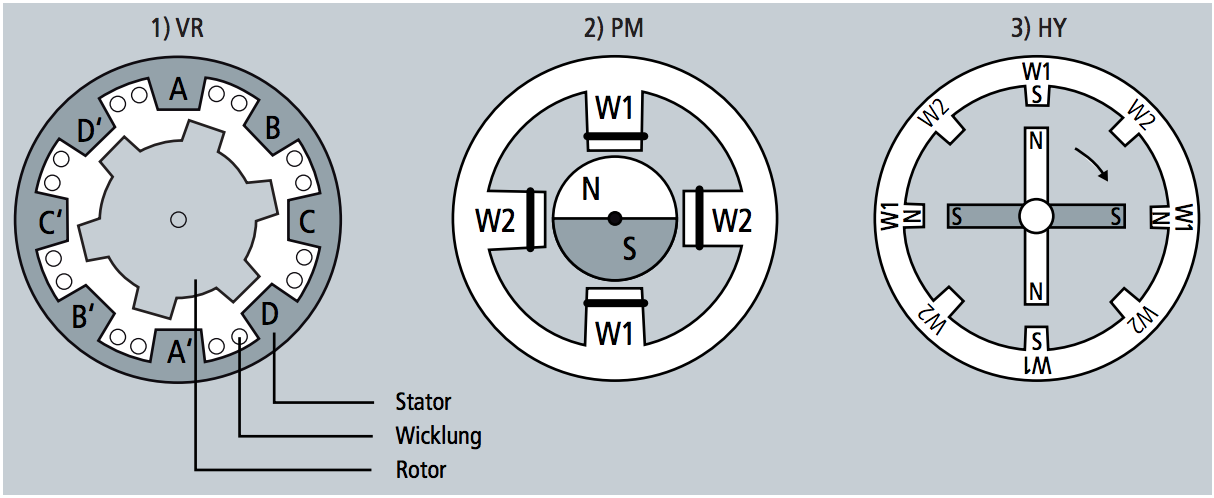 1) VR
2) PM
3) HY
A
B
C
D
A‘
B‘
C‘
D‘
Stator
Wicklung
Rotor
W1
W2
W2
W1
N
S
W1
S
W2
W2
N
W1
N
S
S
N
W1
N
W2
W2
S
W1